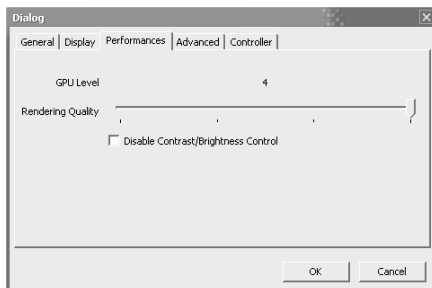 Dialog
General Display Performances Advanced Controller
GPU Level 4
Rendering Quality
Disable Contrast/Brightness Control
OK Cancel